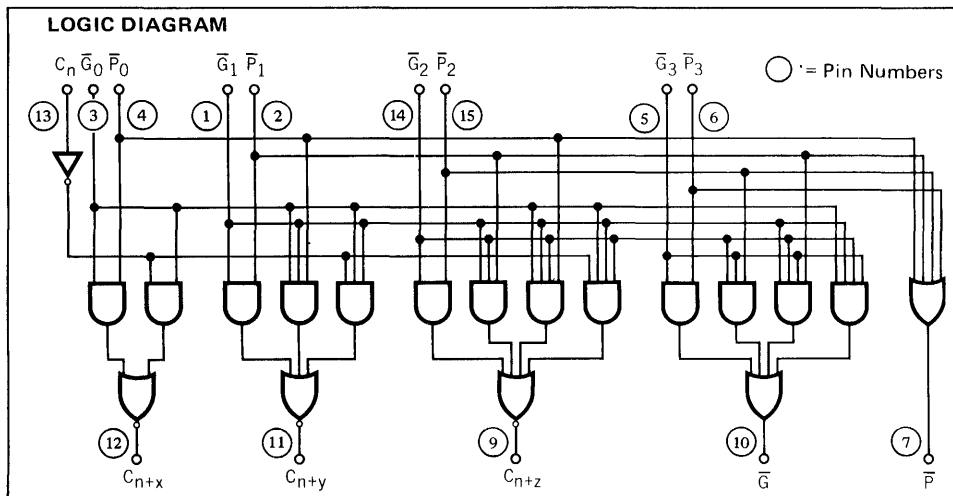 LOGIC DIAGRAM
Cn G̅0 P̅0 G̅1 P̅1 G̅2 P̅2 G̅3 P̅3
' = Pin Numbers
13 3 4 1 2 14 15 5 6
12 11 9 10 7
Cn+x Cn+y Cn+z G̅ P̅